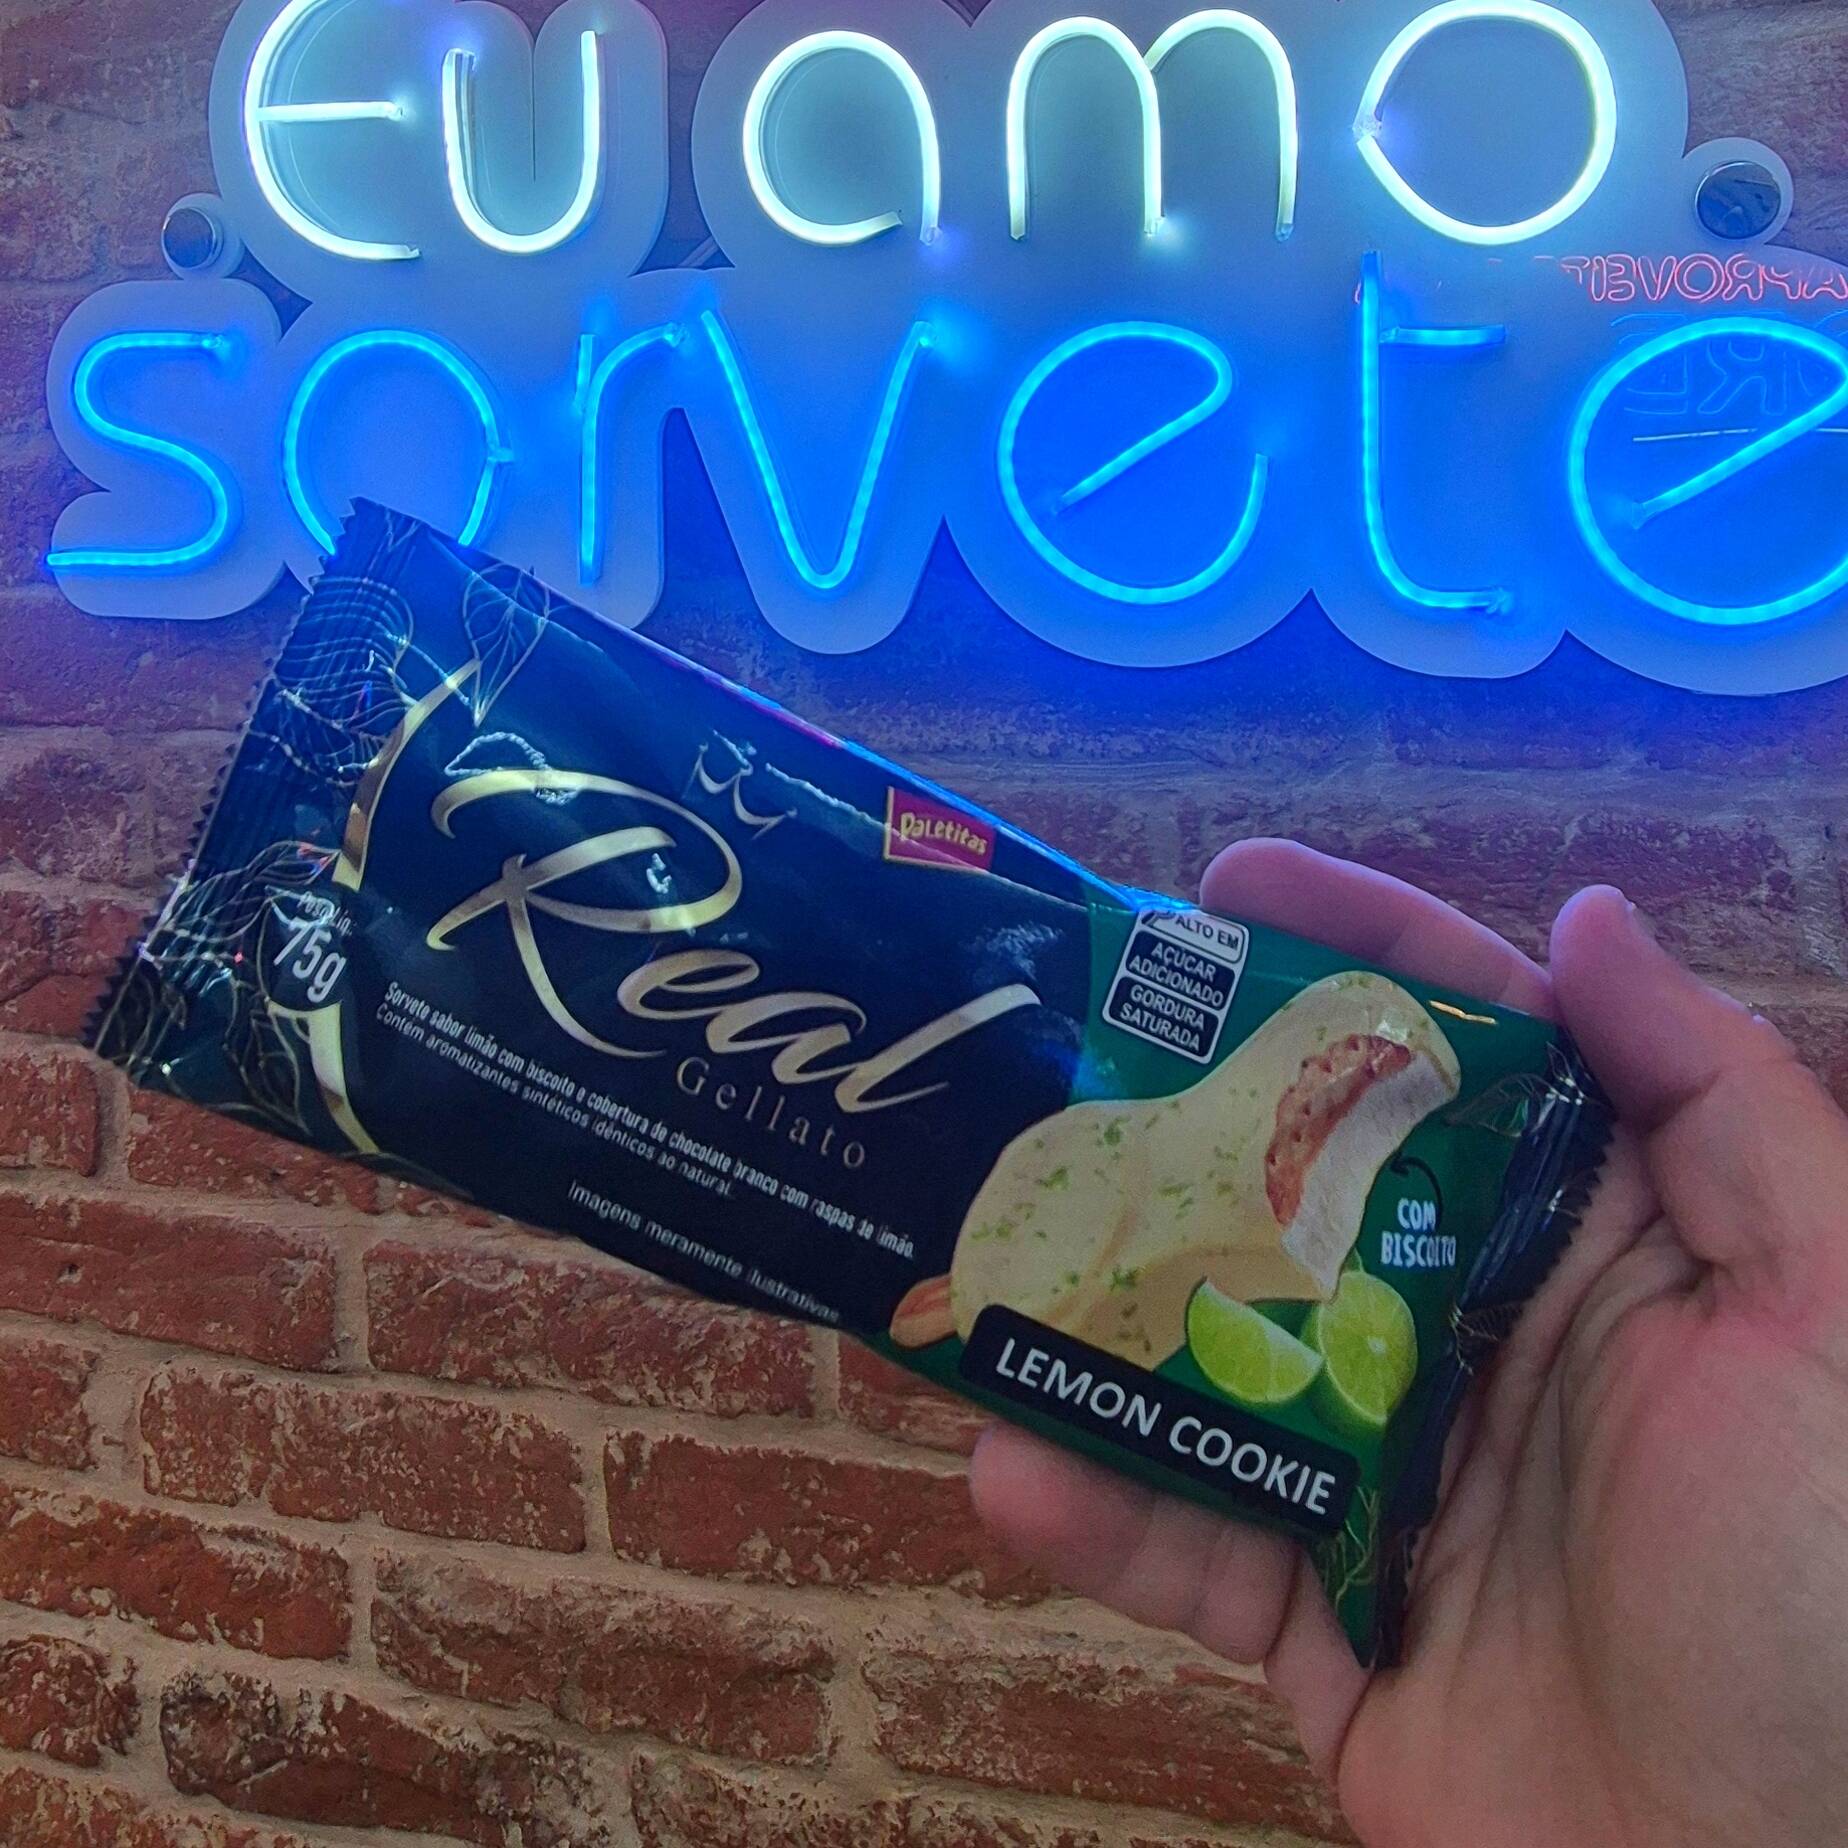 Eu amo
sorvete
Real
Gellato
Paletitas
Peso Líq.:
75g
Sorvete sabor limão com biscoito e cobertura de chocolate branco com raspas de limão.
Contém aromatizantes sintéticos idênticos ao natural.
Imagens meramente ilustrativas
ALTO EM
AÇÚCAR
ADICIONADO
GORDURA
SATURADA
COM
BISCOITO
LEMON COOKIE